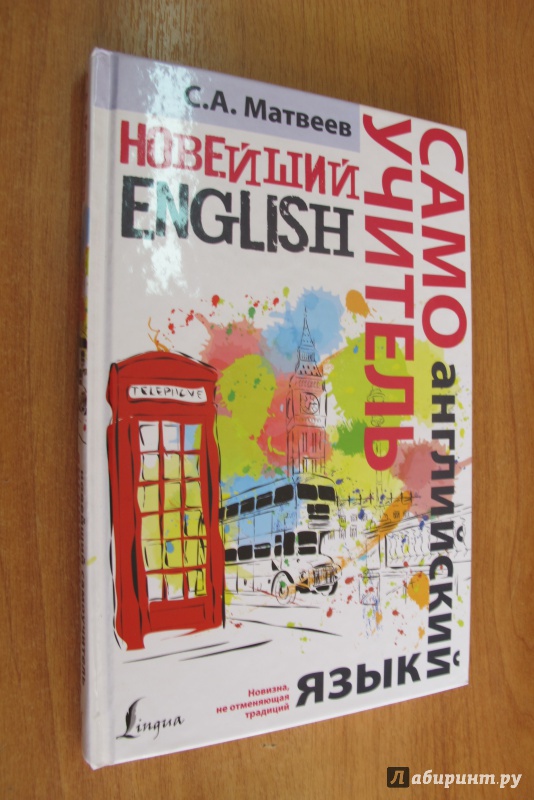 С.А. Матвеев
НОВЕЙШИЙ
ENGLISH
САМО
УЧИТЕЛЬ
английский
язык
TELEPHONE
Новизна,
не отменяющая
традиций
Lingua
Лабиринт.ру